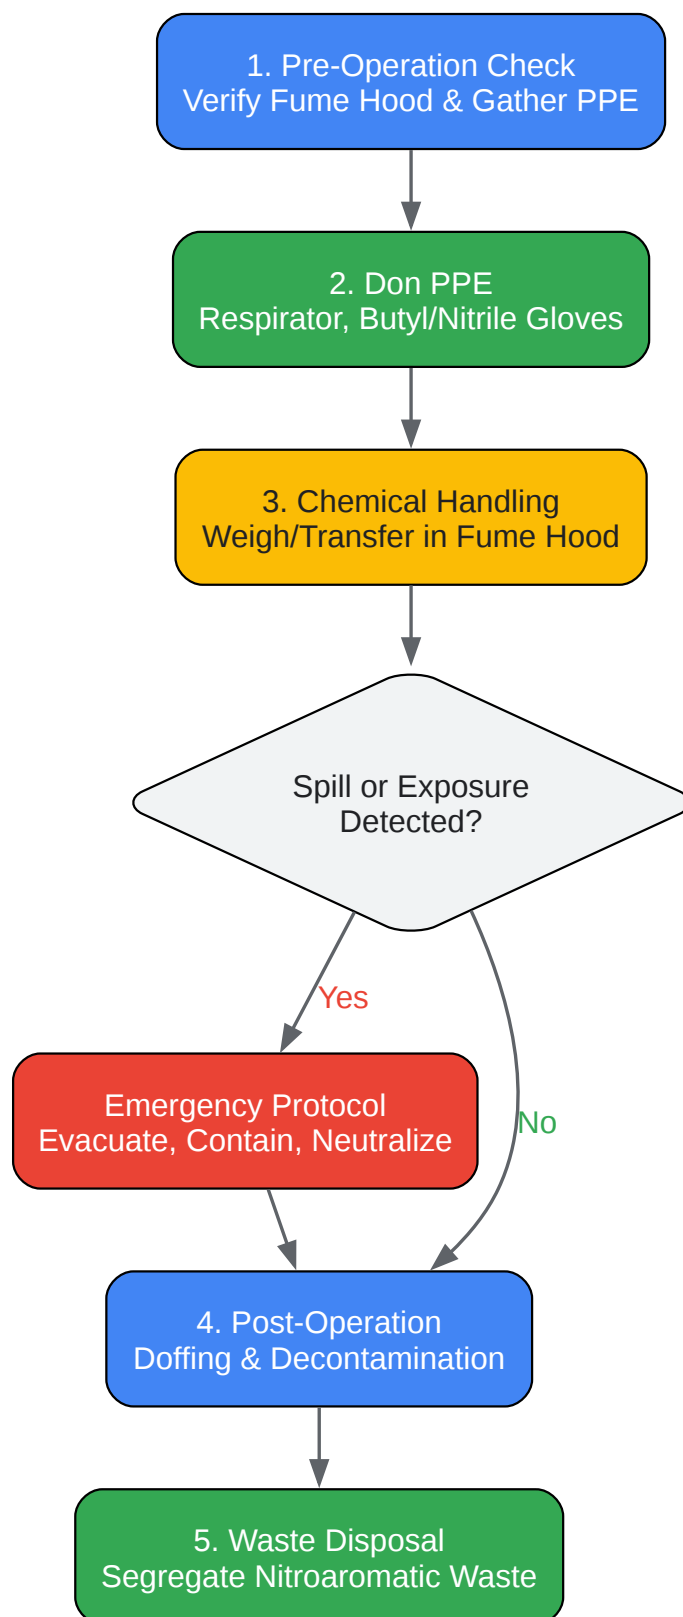 1. Pre-Operation Check
Verify Fume Hood & Gather PPE
2. Don PPE
Respirator, Butyl/Nitrile Gloves
3. Chemical Handling
Weigh/Transfer in Fume Hood
Spill or Exposure
Detected?
Yes
Emergency Protocol
Evacuate, Contain, Neutralize
No
4. Post-Operation
Doffing & Decontamination
5. Waste Disposal
Segregate Nitroaromatic Waste